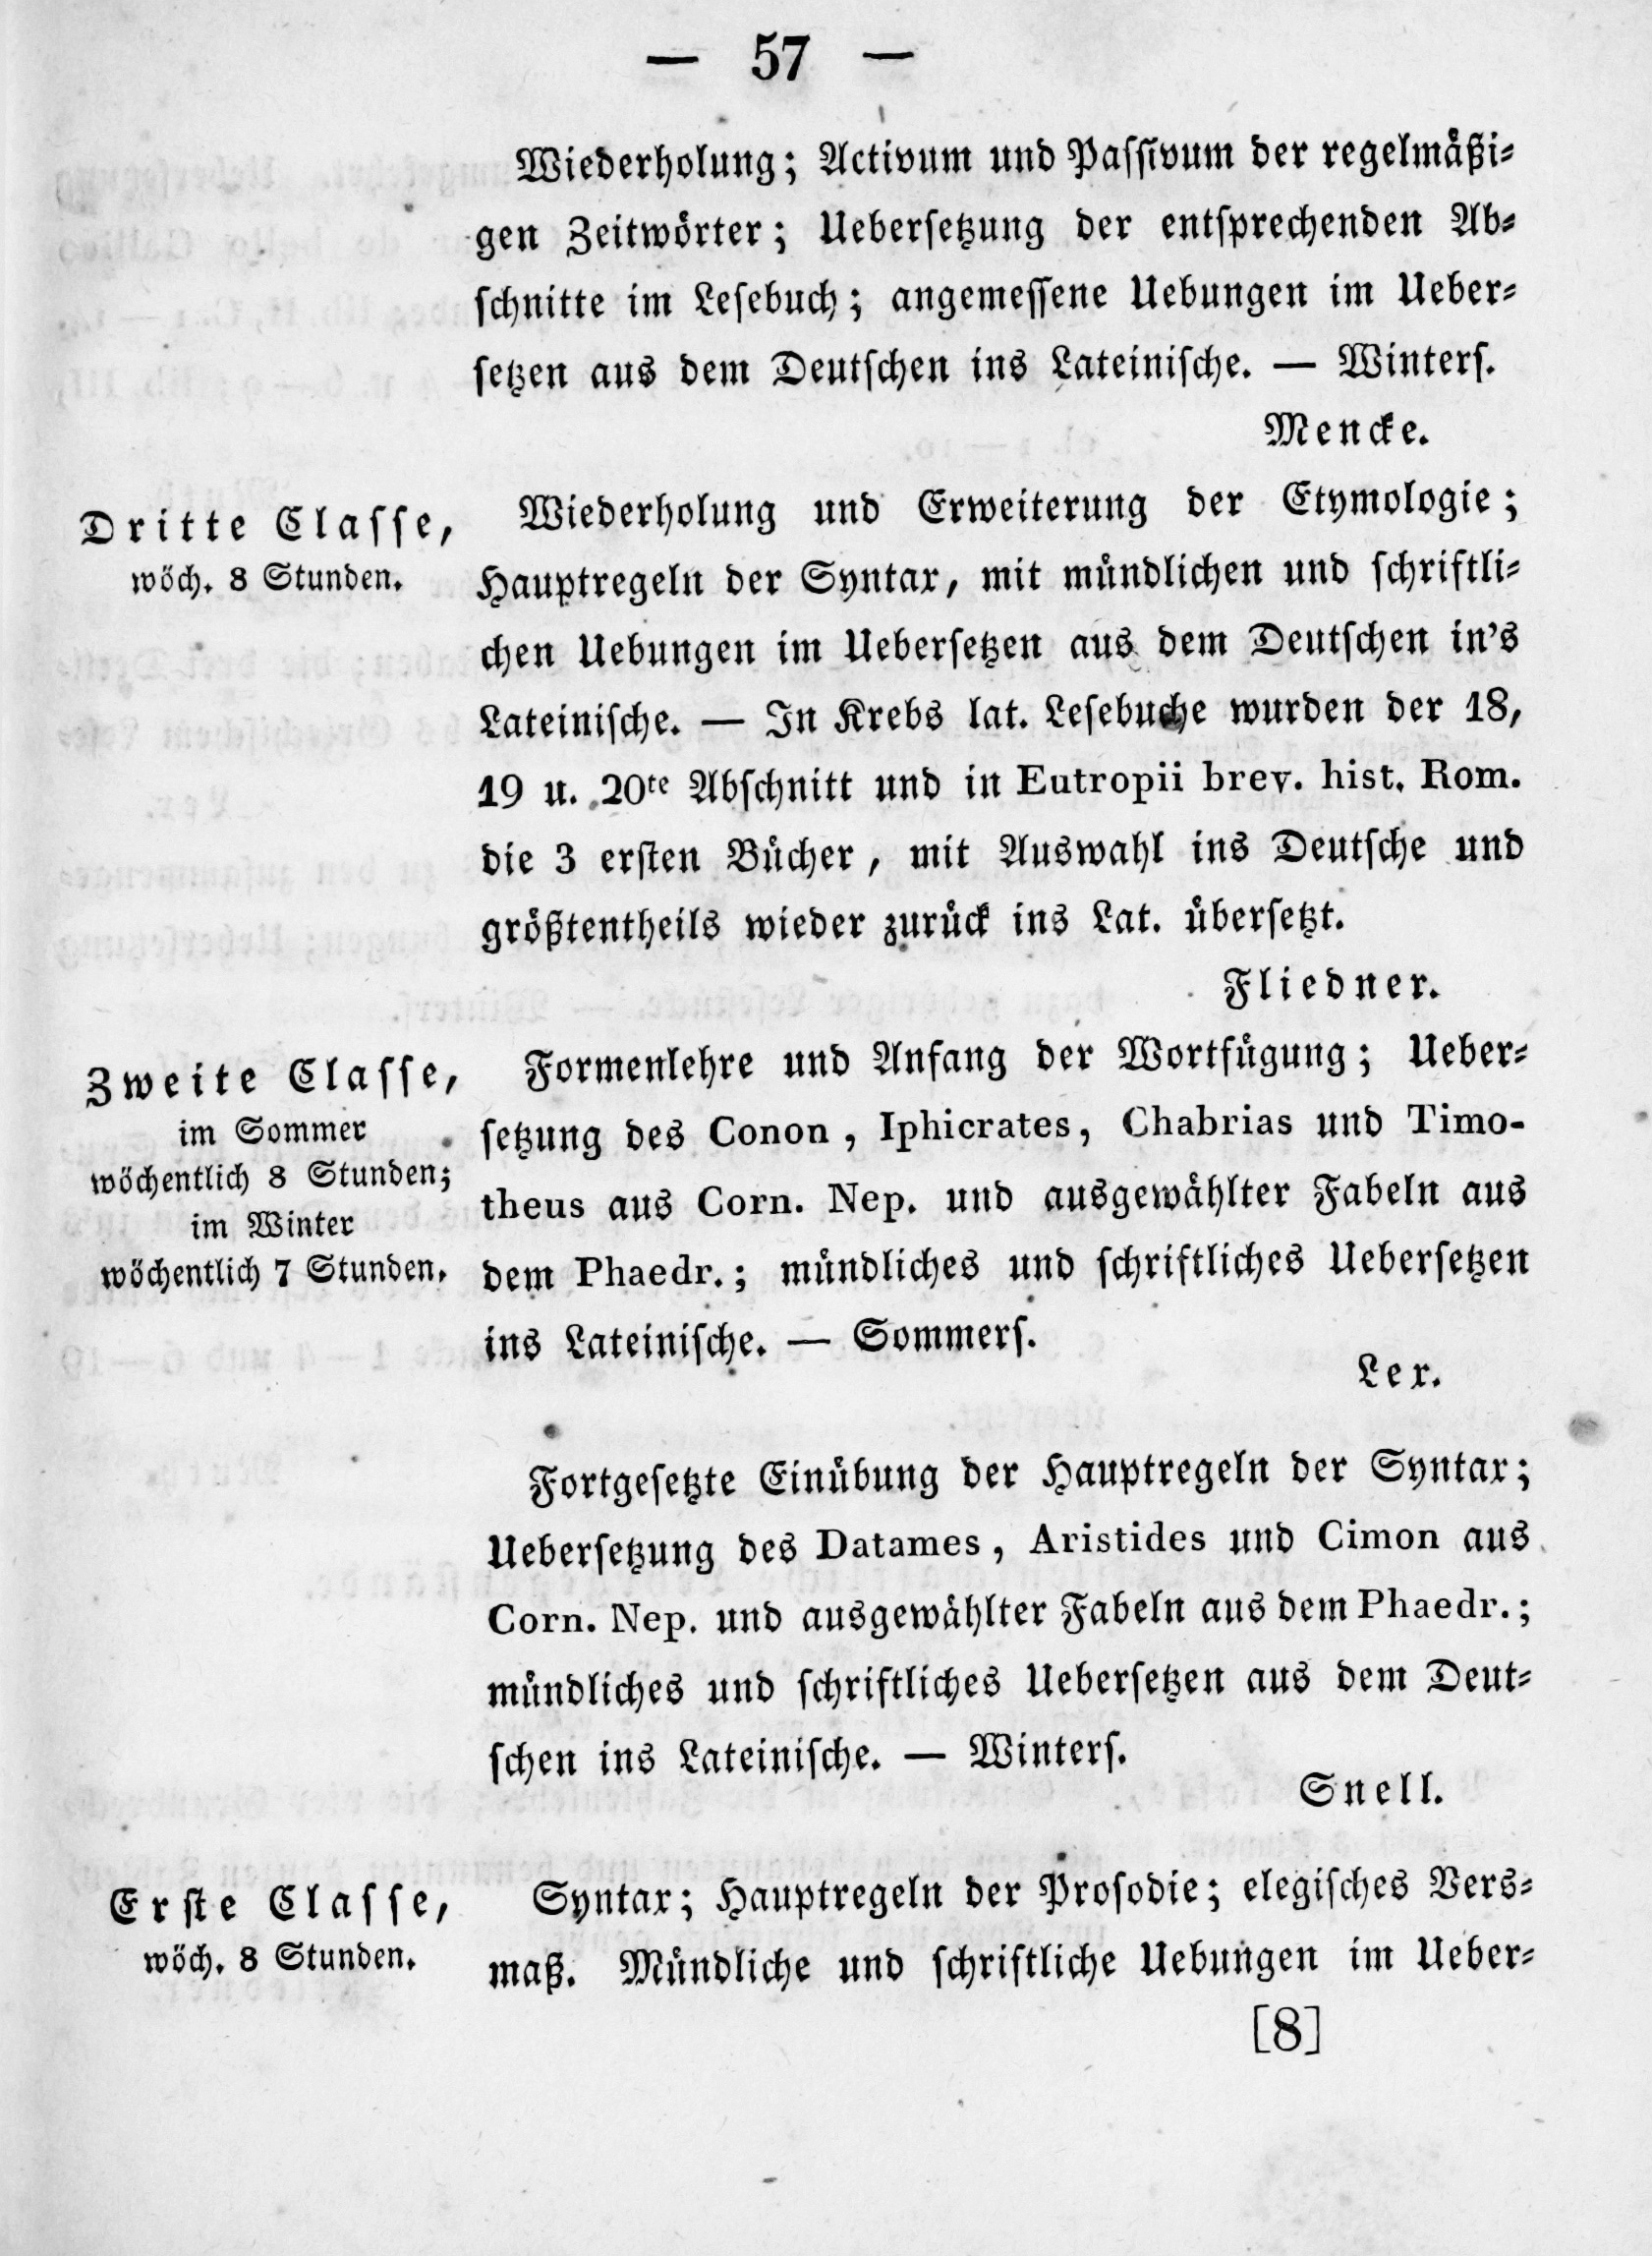 — 57 —
Wiederholung; Activum und Passivum der regelmäßi-
gen Zeitwörter; Uebersetzung der entsprechenden Ab-
schnitte im Lesebuch; angemessene Uebungen im Ueber-
setzen aus dem Deutschen ins Lateinische. — Winters.
Mencke.
Dritte Classe,
wöch. 8 Stunden.
Wiederholung und Erweiterung der Etymologie;
Hauptregeln der Syntax, mit mündlichen und schriftli-
chen Uebungen im Uebersetzen aus dem Deutschen in's
Lateinische. — In Krebs lat. Lesebuche wurden der 18,
19 u. 20te Abschnitt und in Eutropii brev. hist. Rom.
die 3 ersten Bücher, mit Auswahl ins Deutsche und
größtentheils wieder zurück ins Lat. übersetzt.
Fliedner.
Zweite Classe,
im Sommer
wöchentlich 8 Stunden;
im Winter
wöchentlich 7 Stunden.
Formenlehre und Anfang der Wortfügung; Ueber-
setzung des Conon, Iphicrates, Chabrias und Timo-
theus aus Corn. Nep. und ausgewählter Fabeln aus
dem Phaedr.; mündliches und schriftliches Uebersetzen
ins Lateinische. — Sommers.
Lex.
Fortgesetzte Einübung der Hauptregeln der Syntax;
Uebersetzung des Datames, Aristides und Cimon aus
Corn. Nep. und ausgewählter Fabeln aus dem Phaedr.;
mündliches und schriftliches Uebersetzen aus dem Deut-
schen ins Lateinische. — Winters.
Snell.
Erste Classe,
wöch. 8 Stunden.
Syntax; Hauptregeln der Prosodie; elegisches Vers-
maß. Mündliche und schriftliche Uebungen im Ueber-
[8]